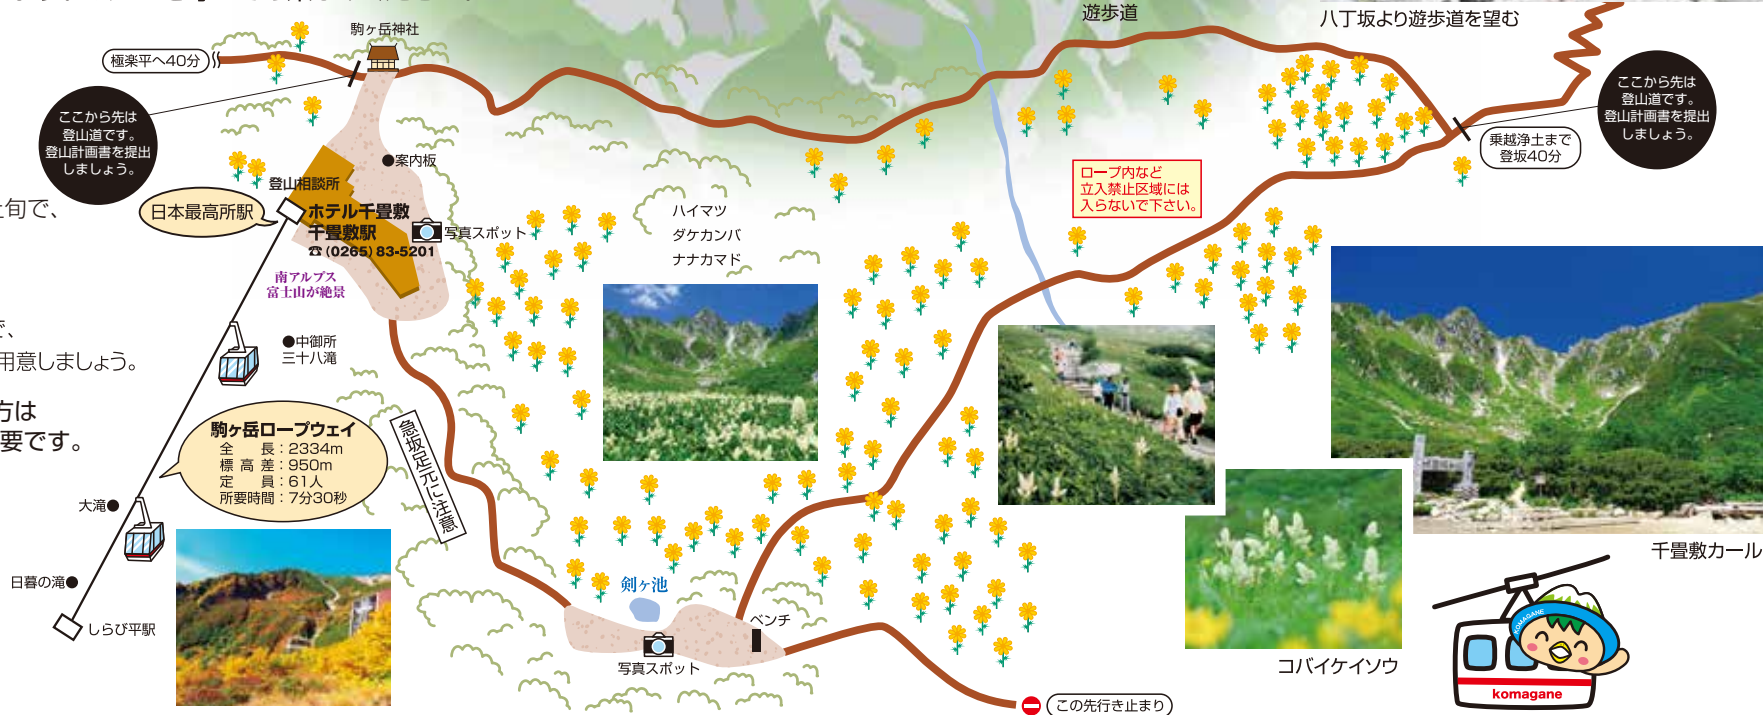 遊歩道
八丁坂より遊歩道を望む
駒ヶ岳神社
極楽平へ40分
ここから先は
登山道です。
登山計画書を提出
しましょう。
ここから先は
登山道です。
登山計画書を提出
しましょう。
乗越浄土まで
登坂40分
●案内板
登山相談所
日本最高所駅
ホテル千畳敷
千畳敷駅
☎(0265)83-5201
写真スポット
南アルプス
富士山が絶景
ロープ内など
立入禁止区域には
入らないで下さい。
ハイマツ
ダケカンバ
ナナカマド
上旬で、
で、
用意しましょう。
方は
要です。
●中御所
三十八滝
駒ヶ岳ロープウェイ
全長:2334m
標高差:950m
定員:61人
所要時間:7分30秒
急坂足元に注意
大滝●
日暮の滝●
しらび平駅
剣ヶ池
写真スポット
ベンチ
この先行き止まり
コバイケイソウ
千畳敷カール
KOMAGANE
komagane